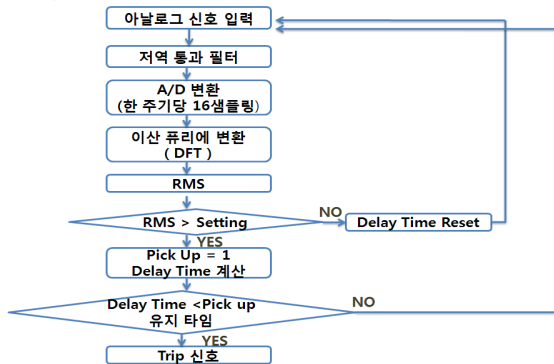 아날로그 신호 입력
저역 통과 필터
A/D 변환
(한 주기당 16샘플링)
이산 퓨리에 변환
( DFT )
RMS
RMS > Setting
NO
Delay Time Reset
YES
Pick Up = 1
Delay Time 계산
Delay Time <Pick up
유지 타임
NO
YES
Trip 신호